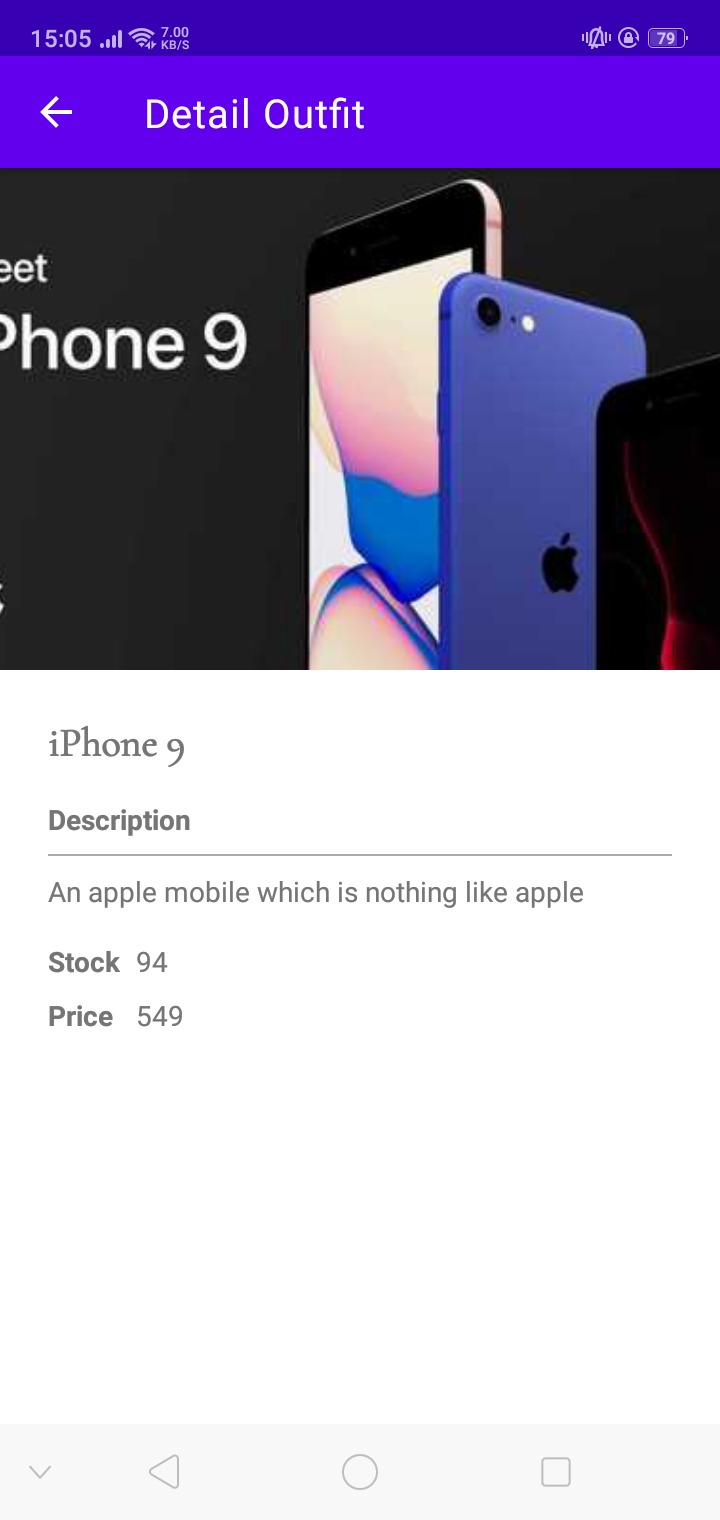 15:05 7.00 KB/S 79
Detail Outfit
eet
Phone 9
iPhone 9
Description
An apple mobile which is nothing like apple
Stock 94
Price 549